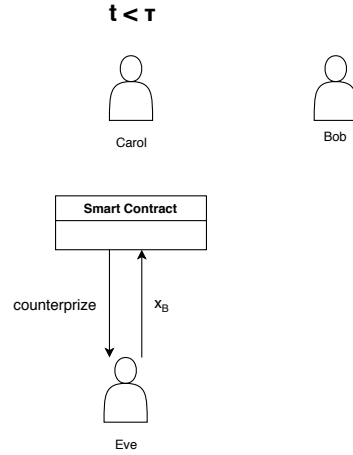 t < τ
Carol
Bob
Smart Contract
counterprize
x_B
Eve